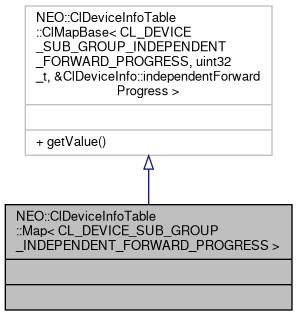 NEO::ClDeviceInfoTable
::ClMapBase< CL_DEVICE
_SUB_GROUP_INDEPENDENT
_FORWARD_PROGRESS, uint32
_t, &ClDeviceInfo::independentForward
Progress >
+ getValue()
NEO::ClDeviceInfoTable
::Map< CL_DEVICE_SUB_GROUP
_INDEPENDENT_FORWARD_PROGRESS >